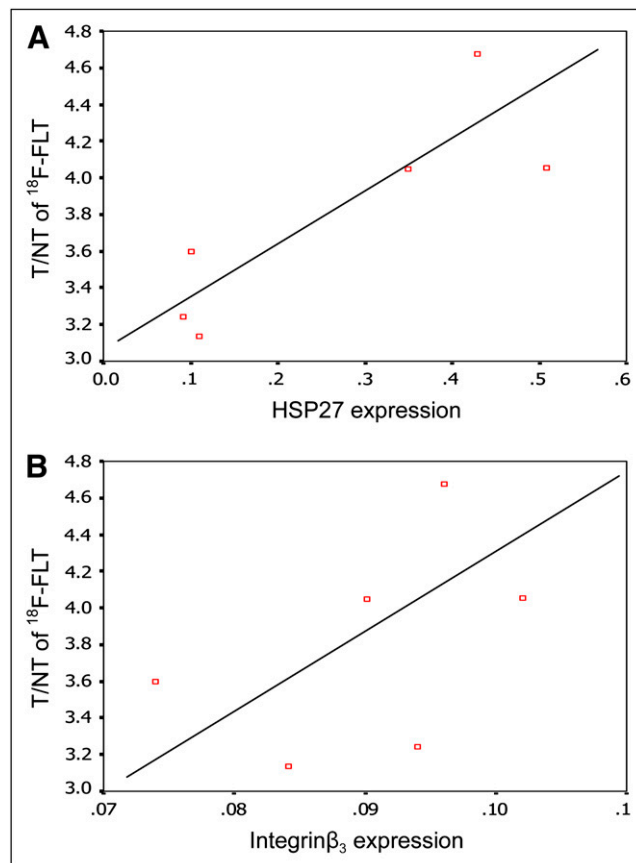 A
4.8
4.6
4.4
4.2
4.0
3.8
3.6
3.4
3.2
3.0
T/NT of ¹⁸F-FLT
0.0 .1 .2 .3 .4 .5 .6
HSP27 expression
B
4.8
4.6
4.4
4.2
4.0
3.8
3.6
3.4
3.2
3.0
T/NT of ¹⁸F-FLT
.07 .08 .09 .10 .1
Integrinβ₃ expression